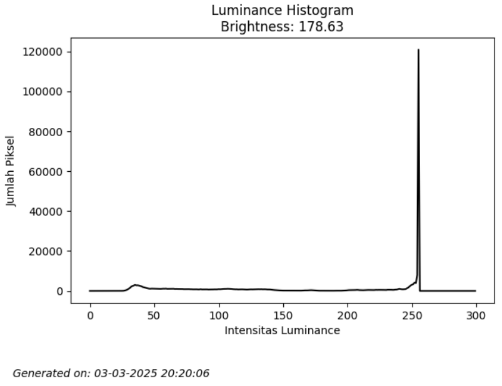 Luminance Histogram
Brightness: 178.63
120000
100000
80000
60000
40000
20000
0
Jumlah Piksel
0 50 100 150 200 250 300
Intensitas Luminance
Generated on: 03-03-2025 20:20:06